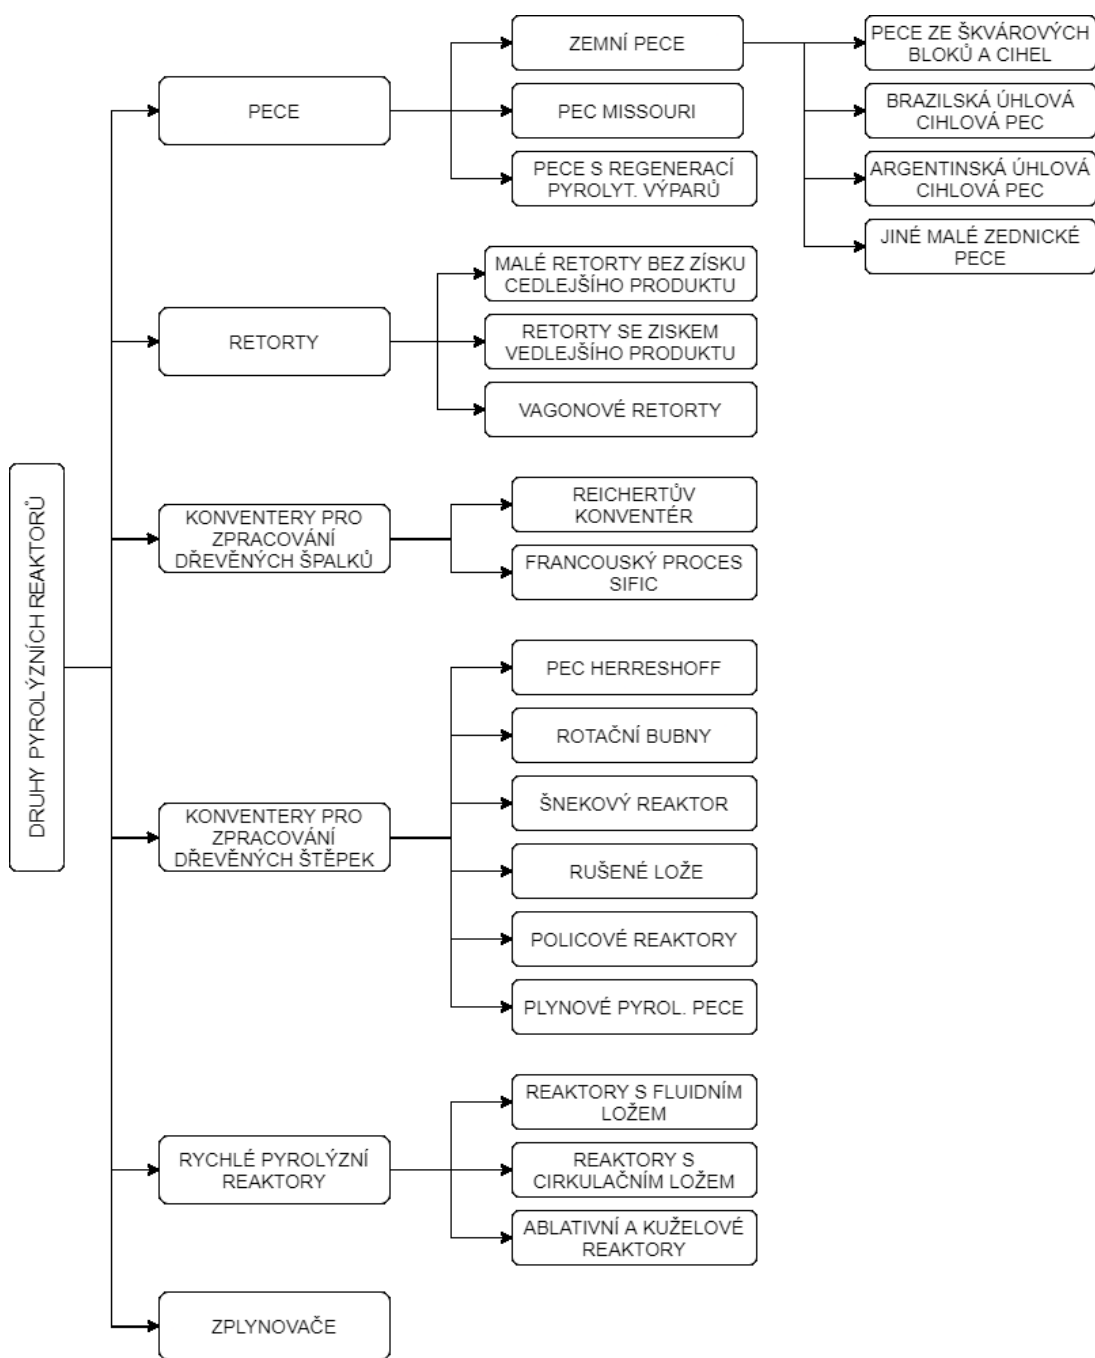 DRUHY PYROLÝZNÍCH REAKTORŮ
PECE
ZEMNÍ PECE
PECE ZE ŠKVÁROVÝCH
BLOKŮ A CIHEL
BRAZILSKÁ ÚHLOVÁ
CIHLOVÁ PEC
ARGENTINSKÁ ÚHLOVÁ
CIHLOVÁ PEC
JINÉ MALÉ ZEDNICKÉ
PECE
PEC MISSOURI
PECE S REGENERACÍ
PYROLYT. VÝPARŮ
RETORTY
MALÉ RETORTY BEZ ZÍSKU
CEDLEJŠÍHO PRODUKTU
RETORTY SE ZISKEM
VEDLEJŠÍHO PRODUKTU
VAGONOVÉ RETORTY
KONVENTERY PRO
ZPRACOVÁNÍ
DŘEVĚNÝCH ŠPALKŮ
REICHERTŮV
KONVENTÉR
FRANCOUSKÝ PROCES
SIFIC
KONVENTERY PRO
ZPRACOVÁNÍ
DŘEVĚNÝCH ŠTĚPEK
PEC HERRESHOFF
ROTAČNÍ BUBNY
ŠNEKOVÝ REAKTOR
RUŠENÉ LOŽE
POLICOVÉ REAKTORY
PLYNOVÉ PYROL. PECE
RYCHLÉ PYROLÝZNÍ
REAKTORY
REAKTORY S FLUIDNÍM
LOŽEM
REAKTORY S
CIRKULAČNÍM LOŽEM
ABLATIVNÍ A KUŽELOVÉ
REAKTORY
ZPLYNOVAČE